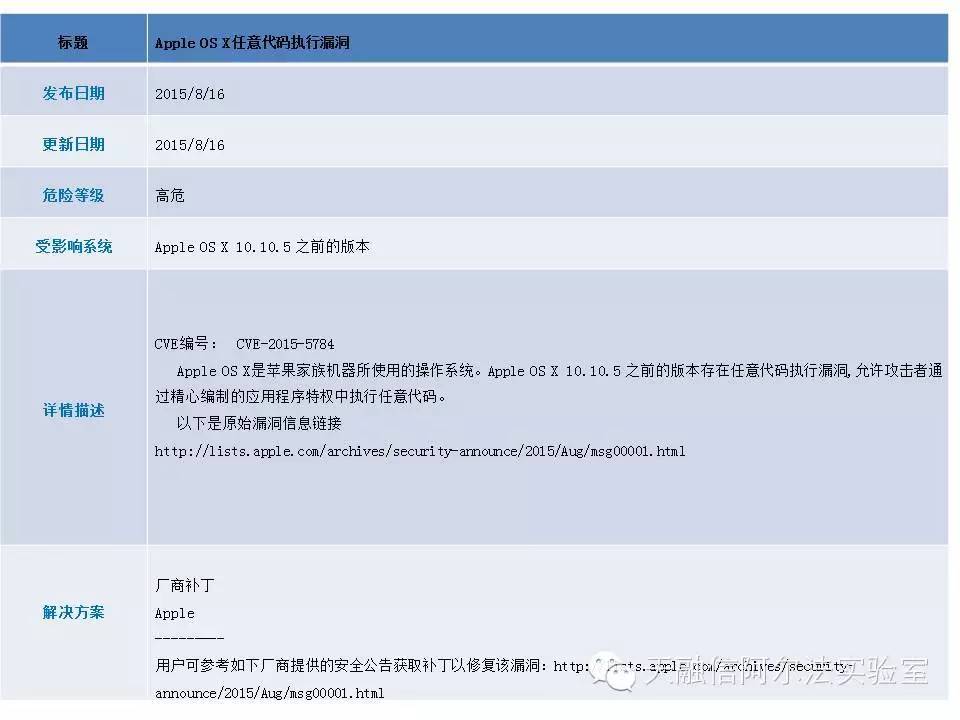 标题 Apple OS X任意代码执行漏洞
发布日期 2015/8/16
更新日期 2015/8/16
危险等级 高危
受影响系统 Apple OS X 10.10.5 之前的版本
详情描述
CVE编号： CVE-2015-5784
Apple OS X是苹果家族机器所使用的操作系统。Apple OS X 10.10.5 之前的版本存在任意代码执行漏洞,允许攻击者通
过精心编制的应用程序特权中执行任意代码。
以下是原始漏洞信息链接
http://lists.apple.com/archives/security-announce/2015/Aug/msg00001.html
解决方案
厂商补丁
Apple
---------
用户可参考如下厂商提供的安全公告获取补丁以修复该漏洞：http://lists.apple.com/archives/security-
announce/2015/Aug/msg00001.html
天融信阿尔法实验室